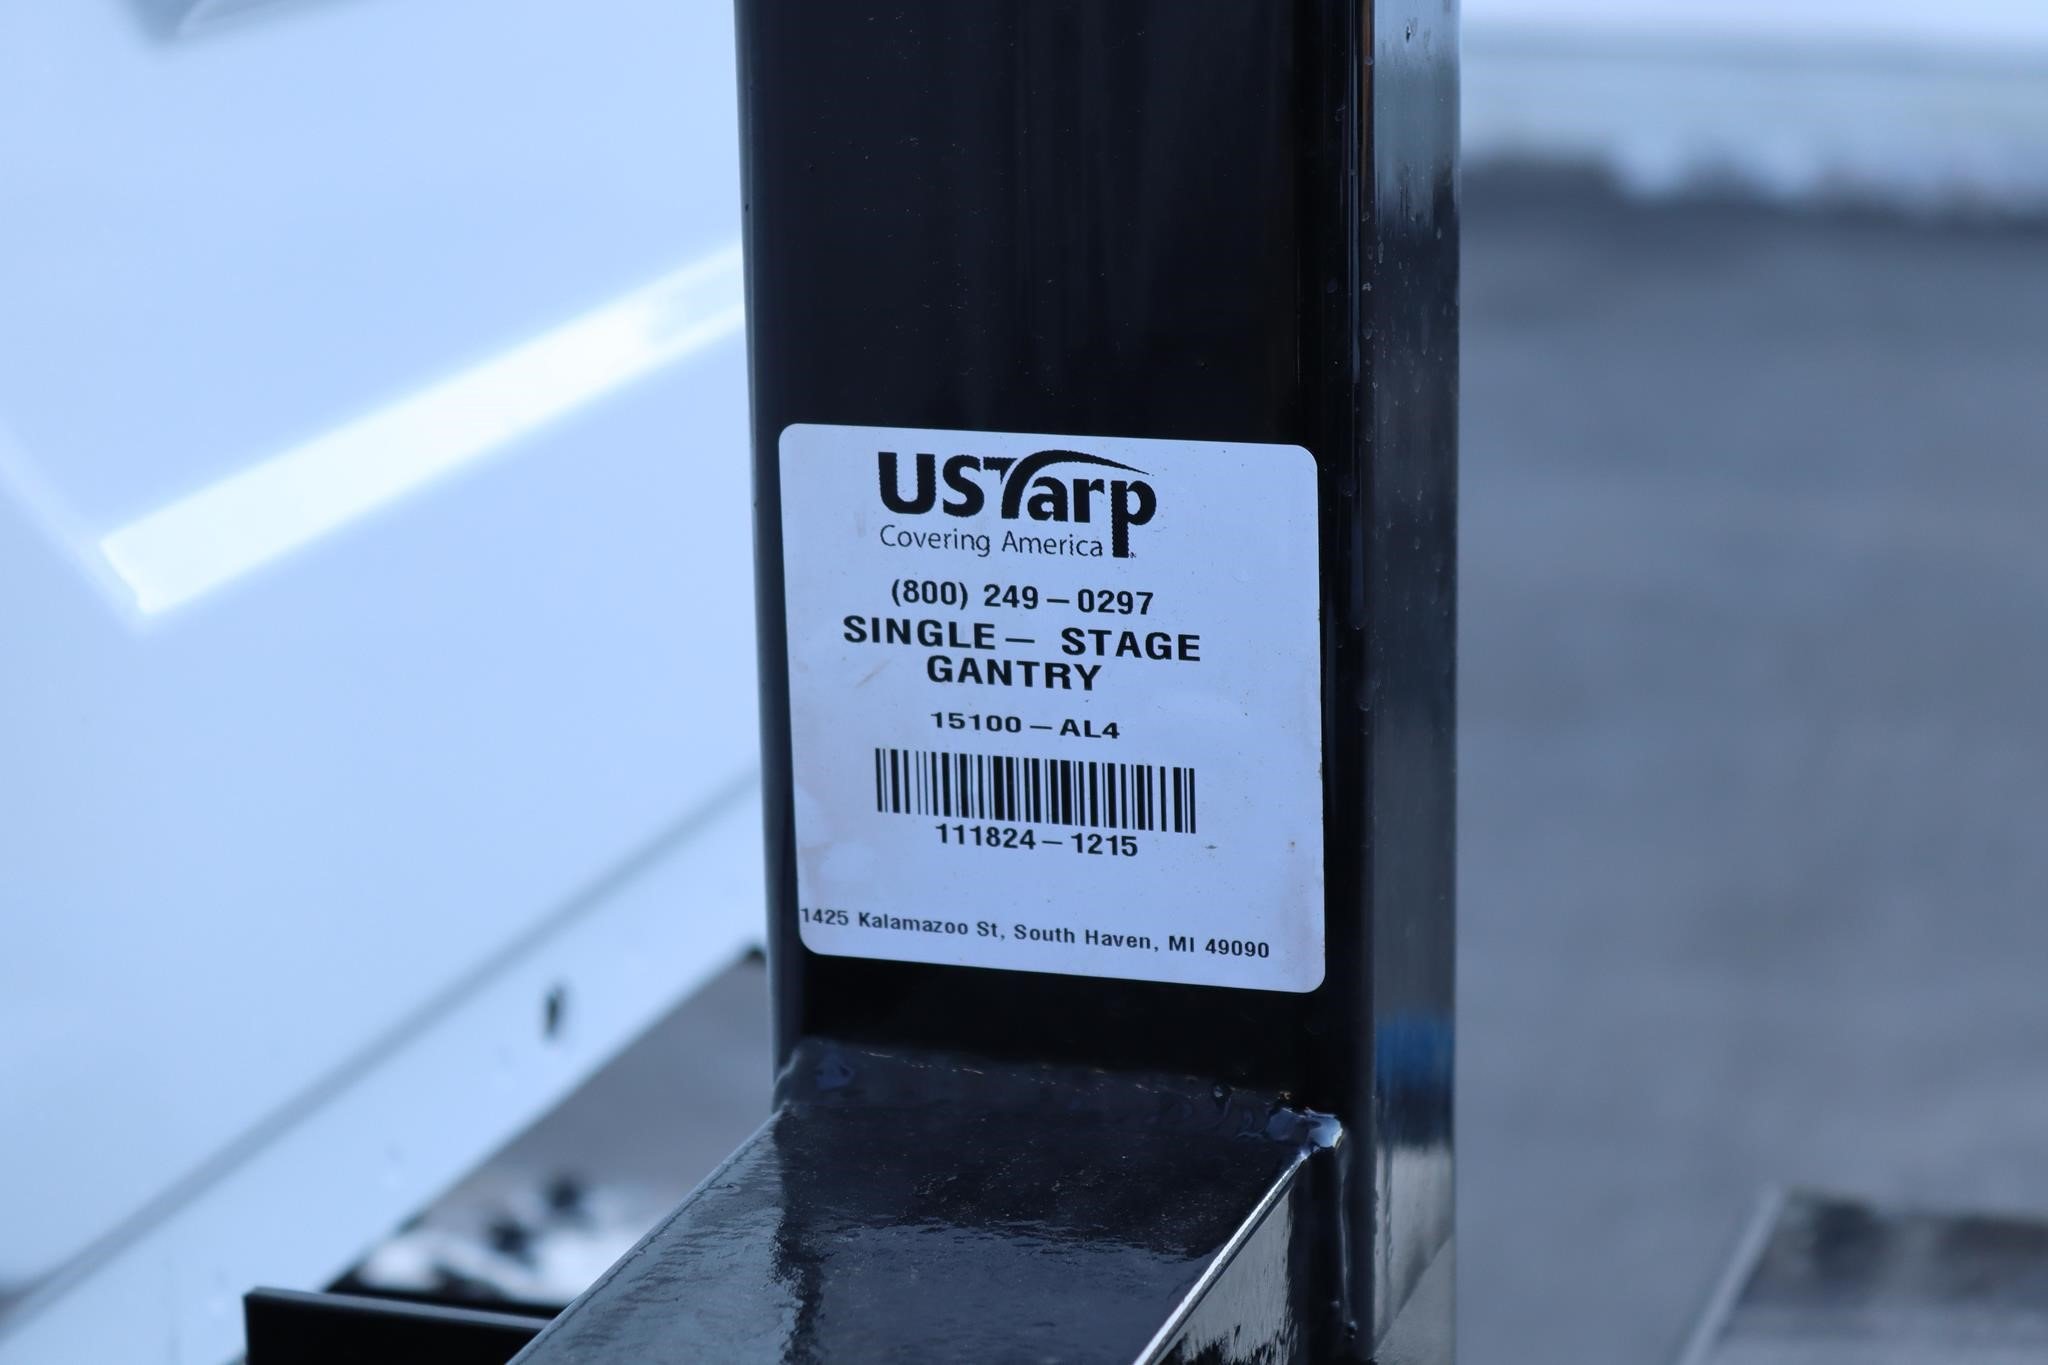 USTarp
Covering America
(800) 249-0297
SINGLE- STAGE
GANTRY
15100-AL4
111824-1215
1425 Kalamazoo St, South Haven, MI 49090